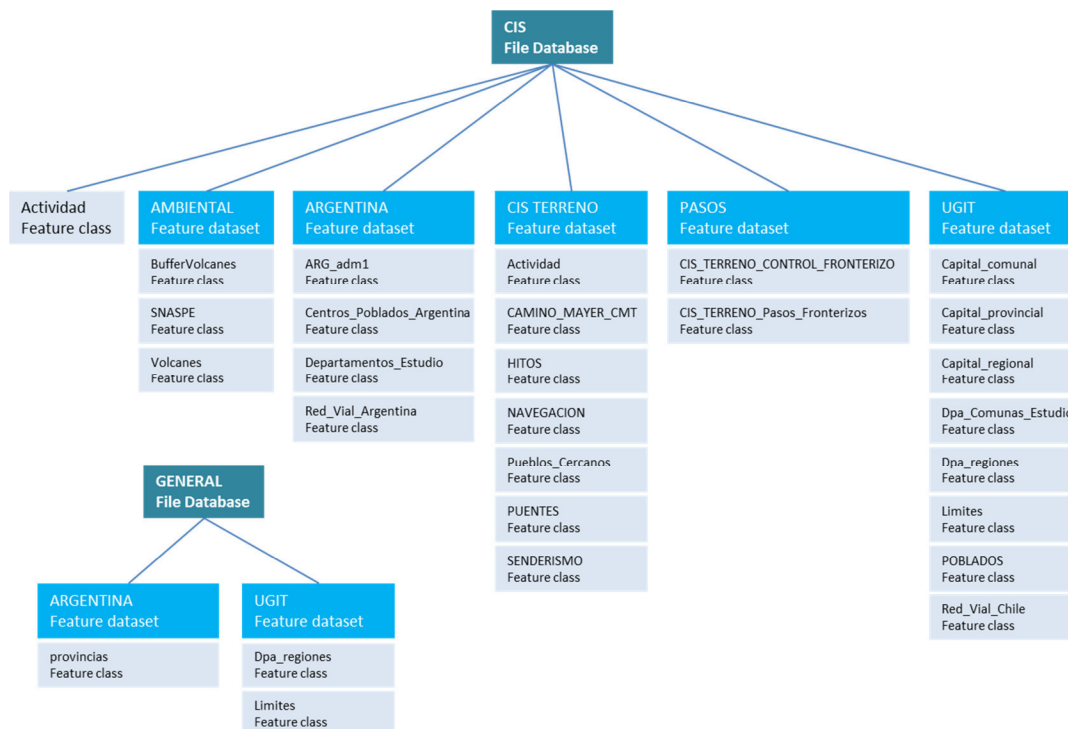 CIS
File Database
Actividad
Feature class
AMBIENTAL
Feature dataset
BufferVolcanes
Feature class
SNASPE
Feature class
Volcanes
Feature class
ARGENTINA
Feature dataset
ARG_adm1
Feature class
Centros_Poblados_Argentina
Feature class
Departamentos_Estudio
Feature class
Red_Vial_Argentina
Feature class
CIS TERRENO
Feature dataset
Actividad
Feature class
CAMINO_MAYER_CMT
Feature class
HITOS
Feature class
NAVEGACION
Feature class
Pueblos_Cercanos
Feature class
PUENTES
Feature class
SENDERISMO
Feature class
PASOS
Feature dataset
CIS_TERRENO_CONTROL_FRONTERIZO
Feature class
CIS_TERRENO_Pasos_Fronterizos
Feature class
UGIT
Feature dataset
Capital_comunal
Feature class
Capital_provincial
Feature class
Capital_regional
Feature class
Dpa_Comunas_Estudio
Feature class
Dpa_regiones
Feature class
Limites
Feature class
POBLADOS
Feature class
Red_Vial_Chile
Feature class
GENERAL
File Database
ARGENTINA
Feature dataset
provincias
Feature class
UGIT
Feature dataset
Dpa_regiones
Feature class
Limites
Feature class